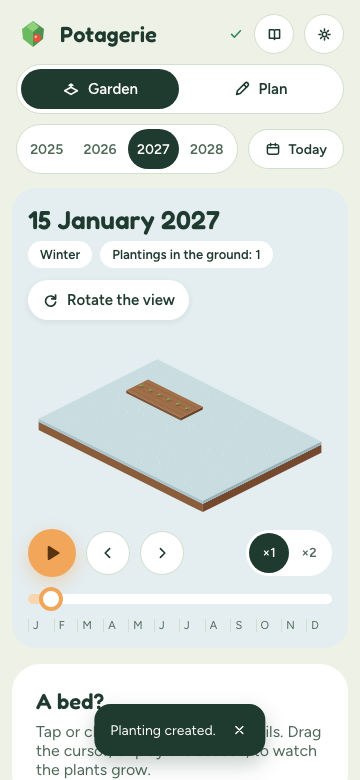 Potagerie
Garden
Plan
2025 2026 2027 2028
Today
15 January 2027
Winter
Plantings in the ground: 1
Rotate the view
×1 ×2
J F M A M J J A S O N D
A bed?
Tap or c ils. Drag
the curso to watch
the plants grow.
Planting created.